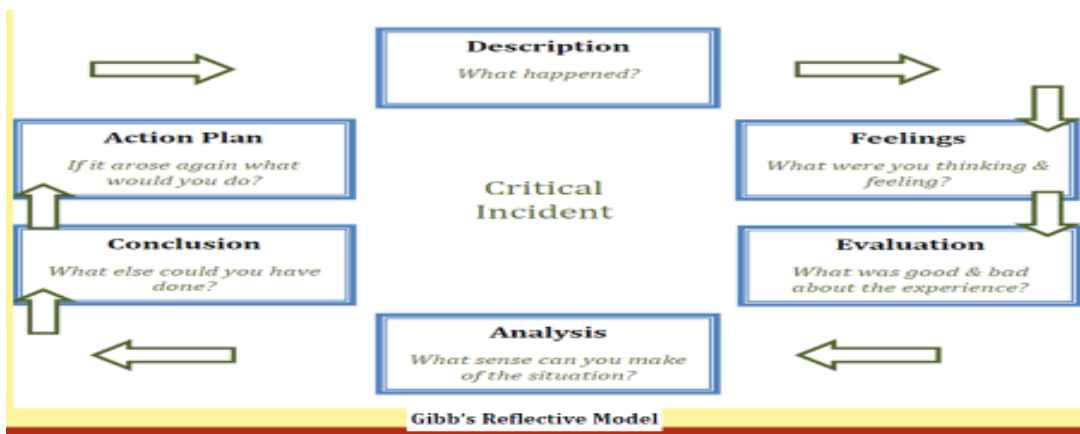 Description
What happened?
Action Plan
If it arose again what
would you do?
Feelings
What were you thinking &
feeling?
Critical
Incident
Conclusion
What else could you have
done?
Evaluation
What was good & bad
about the experience?
Analysis
What sense can you make
of the situation?
Gibb's Reflective Model